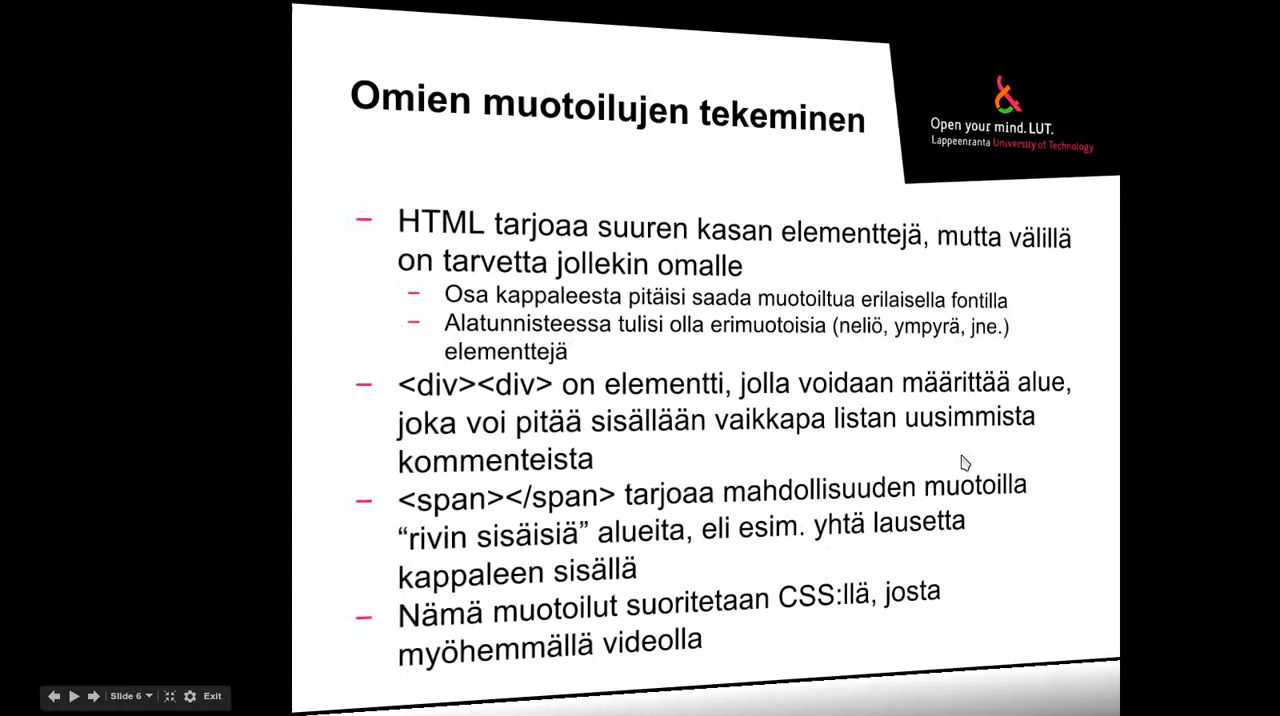 Omien muotoilujen tekeminen
Open your mind. LUT.
Lappeenranta University of Technology
– HTML tarjoaa suuren kasan elementtejä, mutta välillä
on tarvetta jollekin omalle
– Osa kappaleesta pitäisi saada muotoiltua erilaisella fontilla
– Alatunnisteessa tulisi olla erimuotoisia (neliö, ympyrä, jne.)
elementtejä
– <div><div> on elementti, jolla voidaan määrittää alue,
joka voi pitää sisällään vaikkapa listan uusimmista
kommenteista
– <span></span> tarjoaa mahdollisuuden muotoilla
“rivin sisäisiä” alueita, eli esim. yhtä lausetta
kappaleen sisällä
– Nämä muotoilut suoritetaan CSS:llä, josta
myöhemmällä videolla
Slide 6 Exit